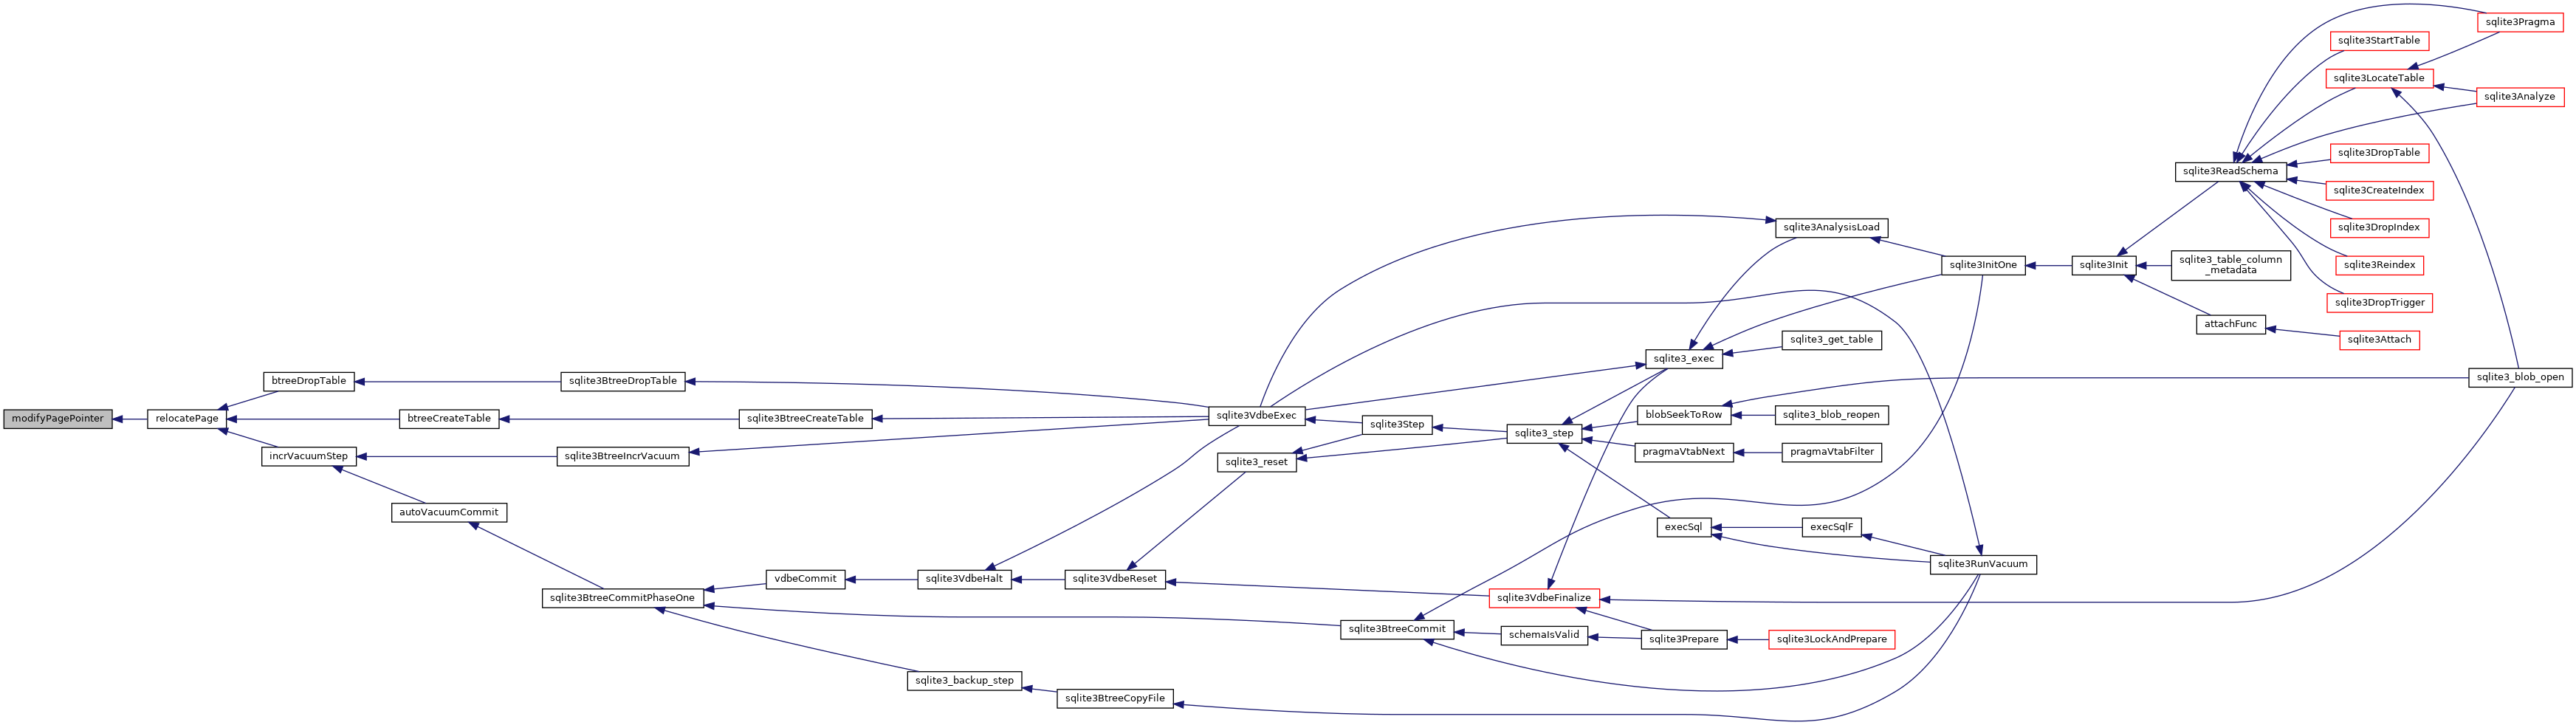 modifyPagePointer
relocatePage
btreeDropTable
btreeCreateTable
incrVacuumStep
autoVacuumCommit
sqlite3BtreeDropTable
sqlite3BtreeCreateTable
sqlite3BtreeIncrVacuum
sqlite3BtreeCommitPhaseOne
vdbeCommit
sqlite3VdbeHalt
sqlite3_backup_step
sqlite3VdbeReset
sqlite3BtreeCopyFile
sqlite3VdbeExec
sqlite3_reset
sqlite3Step
sqlite3BtreeCommit
sqlite3_step
sqlite3VdbeFinalize
schemaIsValid
sqlite3_exec
blobSeekToRow
pragmaVtabNext
execSql
sqlite3Prepare
sqlite3AnalysisLoad
sqlite3_get_table
sqlite3_blob_reopen
pragmaVtabFilter
execSqlF
sqlite3LockAndPrepare
sqlite3InitOne
sqlite3RunVacuum
sqlite3Init
sqlite3ReadSchema
sqlite3_table_column
_metadata
attachFunc
sqlite3StartTable
sqlite3LocateTable
sqlite3DropTable
sqlite3CreateIndex
sqlite3DropIndex
sqlite3Reindex
sqlite3DropTrigger
sqlite3Attach
sqlite3Pragma
sqlite3Analyze
sqlite3_blob_open